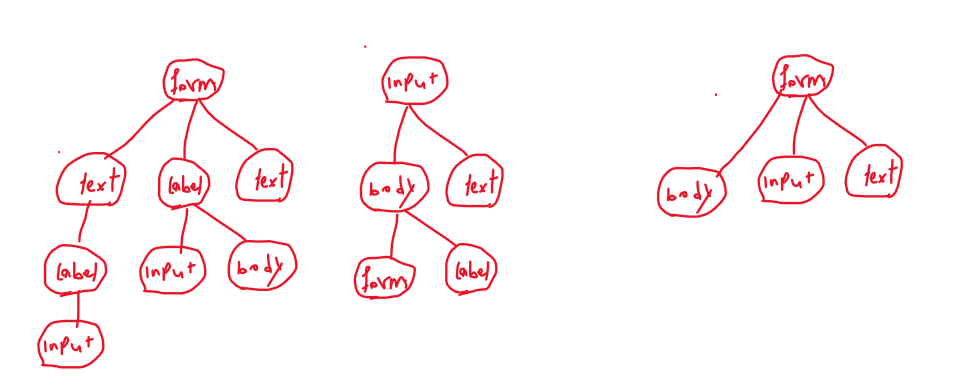 form
text
label
text
label
input
body
input
input
body
text
form
label
form
body
input
text